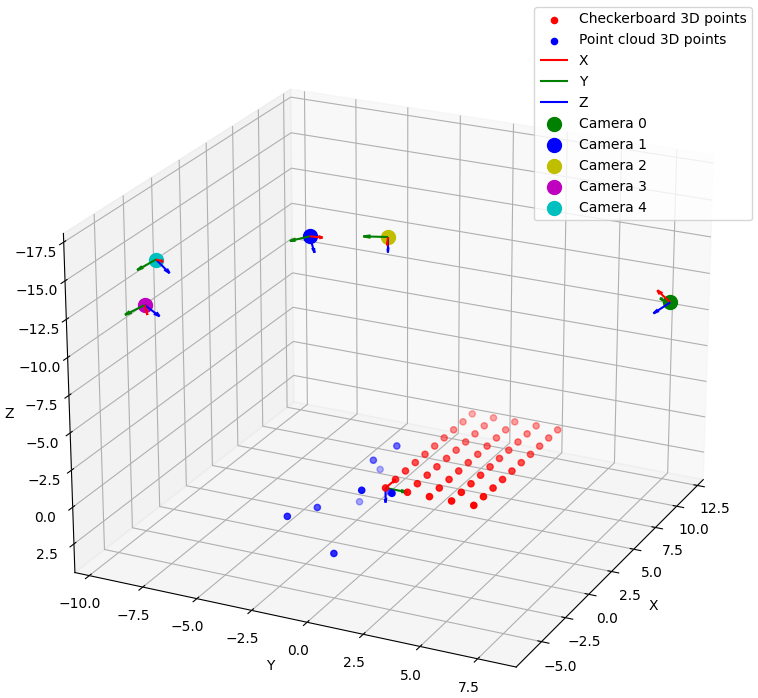 Checkerboard 3D points
Point cloud 3D points
X
Y
Z
Camera 0
Camera 1
Camera 2
Camera 3
Camera 4
−17.5
−15.0
−12.5
−10.0
−7.5
−5.0
−2.5
0.0
2.5
Z
−10.0
−7.5
−5.0
−2.5
0.0
2.5
5.0
7.5
Y
12.5
10.0
7.5
5.0
2.5
0.0
−2.5
−5.0
X